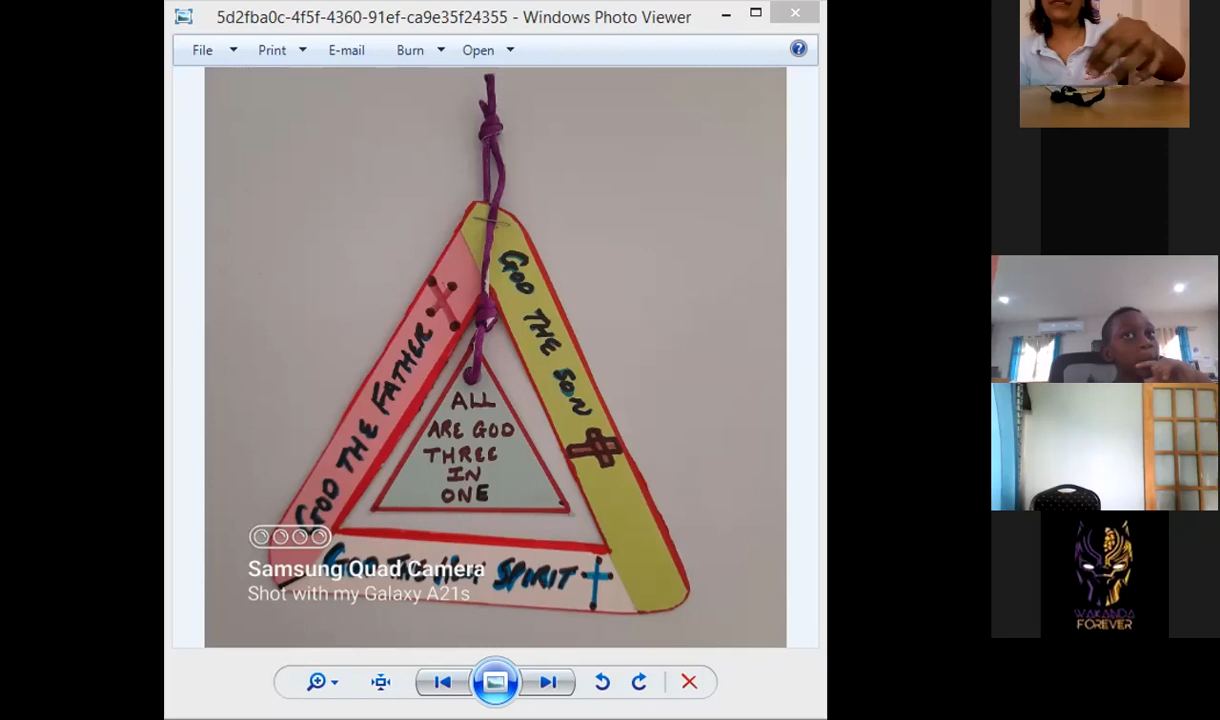 5d2fba0c-4f5f-4360-91ef-ca9e35f24355 - Windows Photo Viewer
File Print E-mail Burn Open
GOD THE FATHER
GOD THE SON
ALL
ARE GOD
THREE
IN
ONE
GOD SPIRIT
Samsung Quad Camera
Shot with my Galaxy A21s
WAKANDA
FOREVER